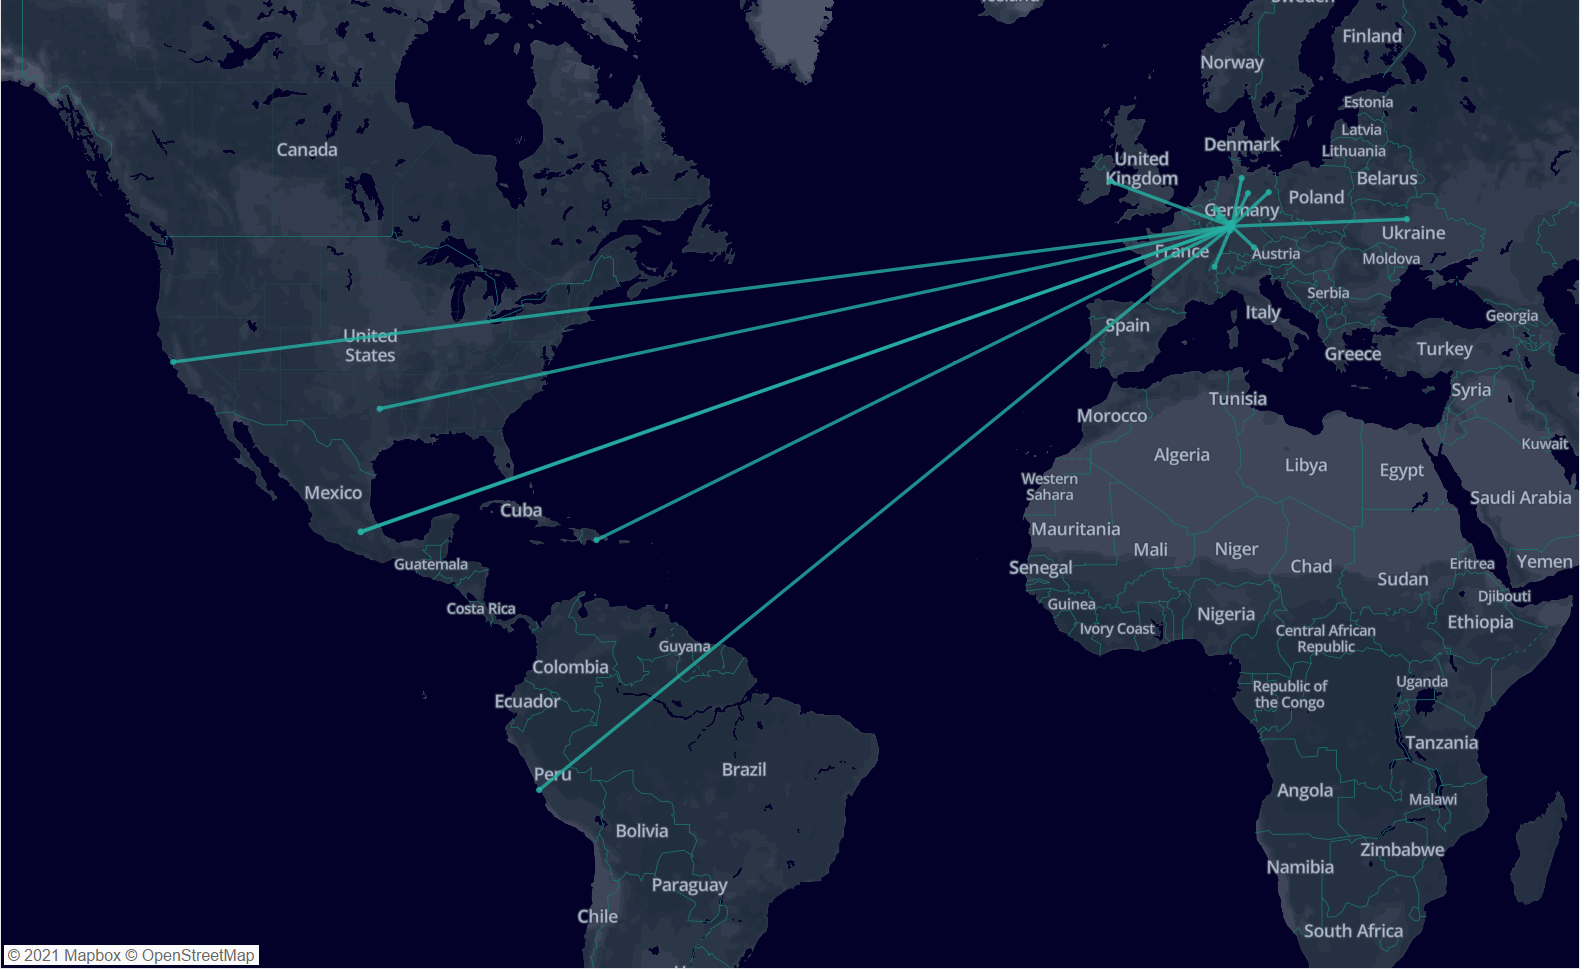 Iceland
Sweden
Finland
Norway
Estonia
Latvia
Denmark
Lithuania
Canada
United
Kingdom
Belarus
Poland
Germany
Ukraine
France
Austria
Moldova
Serbia
Italy
Georgia
Spain
United
States
Greece
Turkey
Syria
Tunisia
Morocco
Kuwait
Algeria
Libya
Egypt
Western
Sahara
Mexico
Saudi Arabia
Cuba
Mauritania
Mali
Niger
Guatemala
Senegal
Chad
Eritrea
Yemen
Sudan
Djibouti
Guinea
Costa Rica
Nigeria
Ethiopia
Ivory Coast
Central African
Republic
Guyana
Colombia
Uganda
Republic of
the Congo
Ecuador
Tanzania
Brazil
Peru
Angola
Malawi
Bolivia
Zimbabwe
Namibia
Paraguay
Chile
South Africa
© 2021 Mapbox © OpenStreetMap